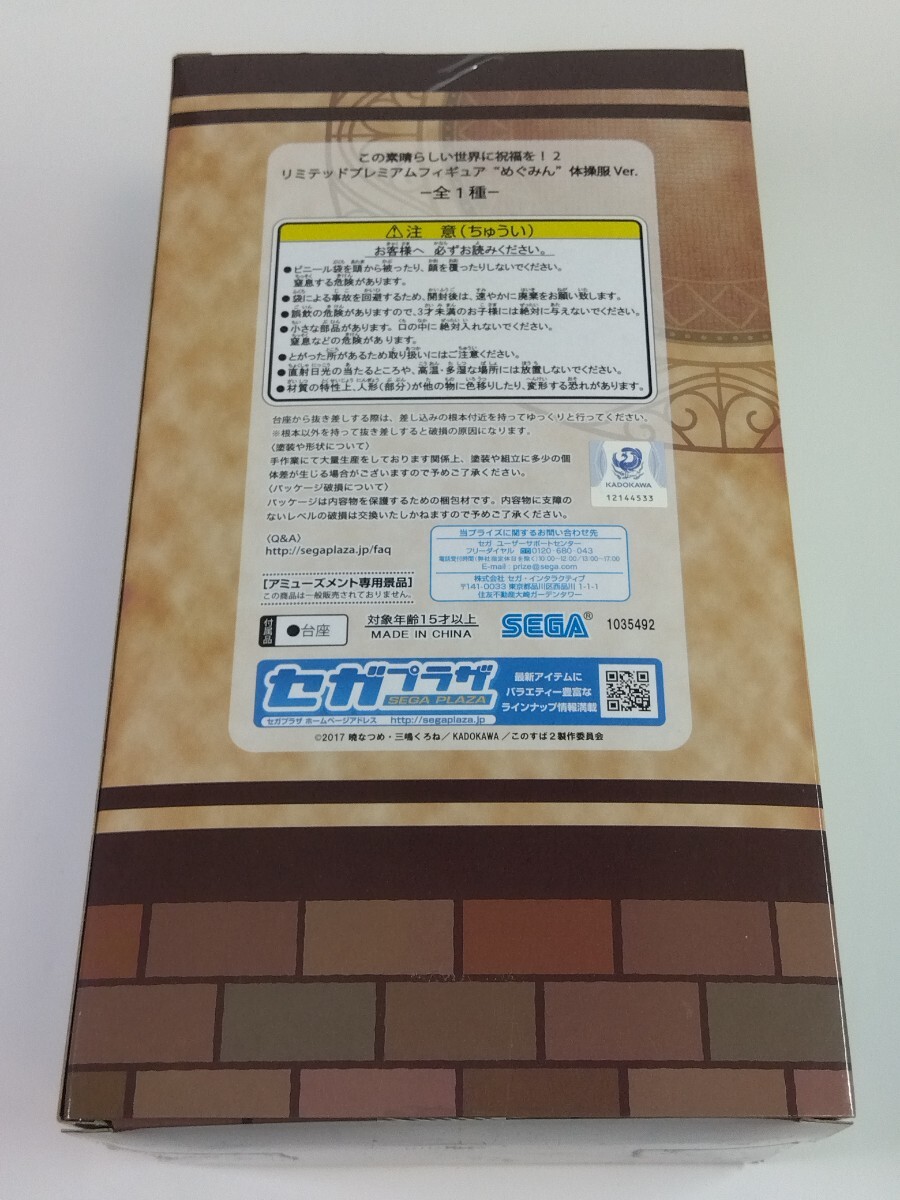 この素晴らしい世界に祝福を！2
リミテッドプレミアムフィギュア “めぐみん” 体操服 Ver.
−全1種−
⚠注 意(ちゅうい)
お客様へ 必ずお読みください。
●ビニール袋を頭から被ったり、顔を覆ったりしないでください。
窒息する危険があります。
●袋による事故を回避するため、開封後は、速やかに廃棄をお願い致します。
●誤飲の危険がありますので、3才未満のお子様には絶対に与えないでください。
●小さな部品があります。口の中に絶対入れないでください。
窒息などの危険があります。
●とがった所があるため取り扱いにはご注意ください。
●直射日光の当たるところや、高温・多湿な場所には放置しないでください。
●材質の特性上、人形(部分)が他の物に色移りしたり、変形する恐れがあります。
台座から抜き差しする際は、差し込みの根本付近を持ってゆっくりと行ってください。
※根本以外を持って抜き差しすると破損の原因になります。
〈塗装や形状について〉
手作業にて大量生産をしております関係上、塗装や組立に多少の個
体差が生じる場合がございますので予めご了承ください。
〈パッケージ破損について〉
パッケージは内容物を保護するための梱包材です。内容物に支障の
ないレベルの破損は交換いたしかねますので予めご了承ください。
KADOKAWA
12144533
〈Q&A〉
http://segaplaza.jp/faq
当プライズに関するお問い合わせ先
セガ ユーザーサポートセンター
フリーダイヤル 0120-680-043
電話受付時間(弊社指定休日を除く)10:00-12:00/13:00-17:00
E-mail : prize@sega.com
株式会社 セガ・インタラクティブ
〒141-0033 東京都品川区西品川 1-1-1
住友不動産大崎ガーデンタワー
[アミューズメント専用景品]
この商品は一般販売されておりません。
付属品
●台座
対象年齢15才以上
MADE IN CHINA
SEGA®
1035492
セガプラザ
SEGA PLAZA
セガプラザ ホームページアドレス http://segaplaza.jp
最新アイテムに
バラエティー豊富な
ラインナップ情報満載
©2017 暁なつめ・三嶋くろね／KADOKAWA／このすば2製作委員会